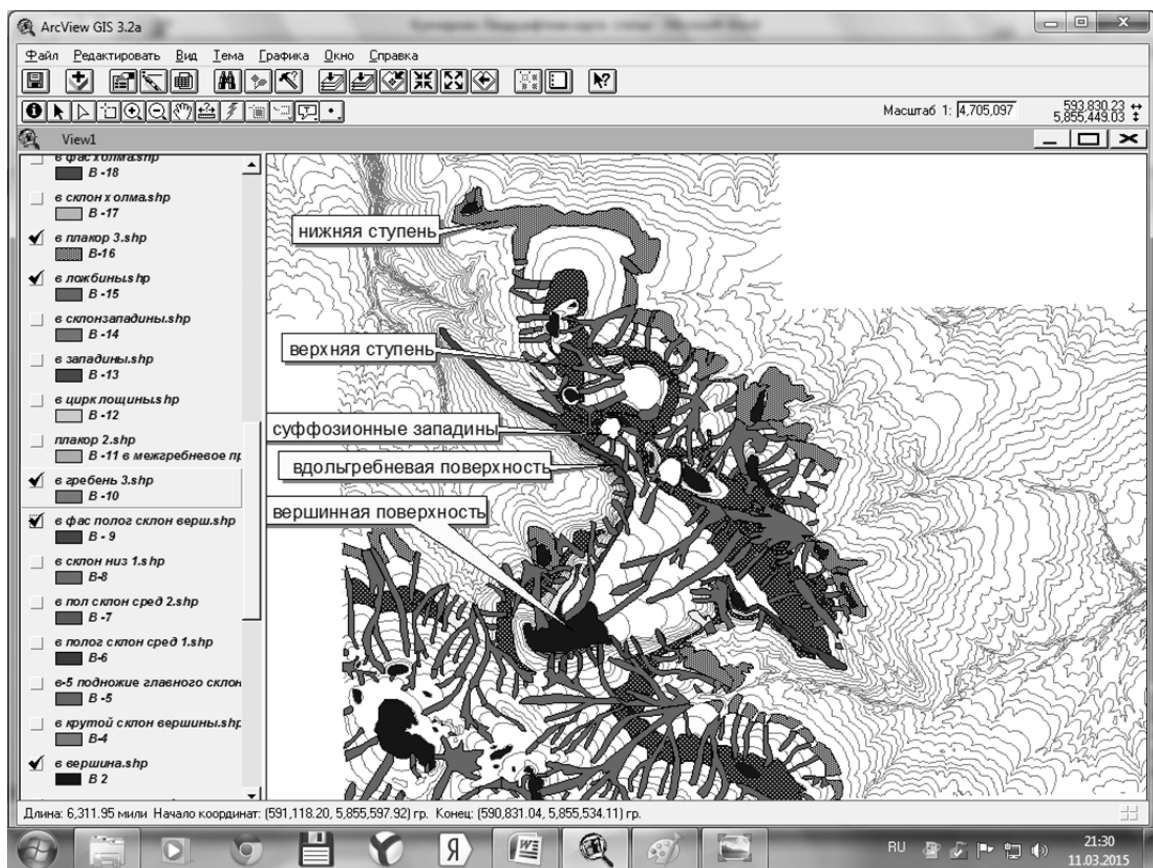 ArcView GIS 3.2a
Файл Редактировать Вид Тема Графика Окно Справка
Масштаб 1: 4,705,097
593,830.23
5,855,449.03
View1
в фас холма.shp
В -18
в склон холма.shp
В -17
в плакор 3.shp
В-16
в ложбины.shp
В -15
в склонзападины.shp
В -14
в западины.shp
В -13
в цирк лощины.shp
В -12
плакор 2.shp
В -11 в межгребневое пр
в гребень 3.shp
В -10
в фас полог склон верш.shp
В - 9
в склон низ 1.shp
В-8
в пол склон сред 2.shp
В -7
в полог склон сред 1.shp
В-6
в-5 подножие главного склон
В -5
в крутой склон вершины.shp
В-4
в вершина.shp
В 2
нижняя ступень
верхняя ступень
суффозионные западины
вдольгребневая поверхность
вершинная поверхность
Длина: 6,311.95 мили Начало координат: (591,118.20, 5,855,597.92) гр. Конец: (590,831.04, 5,855,534.11) гр.
Я
W
RU
21:30
11.03.2015